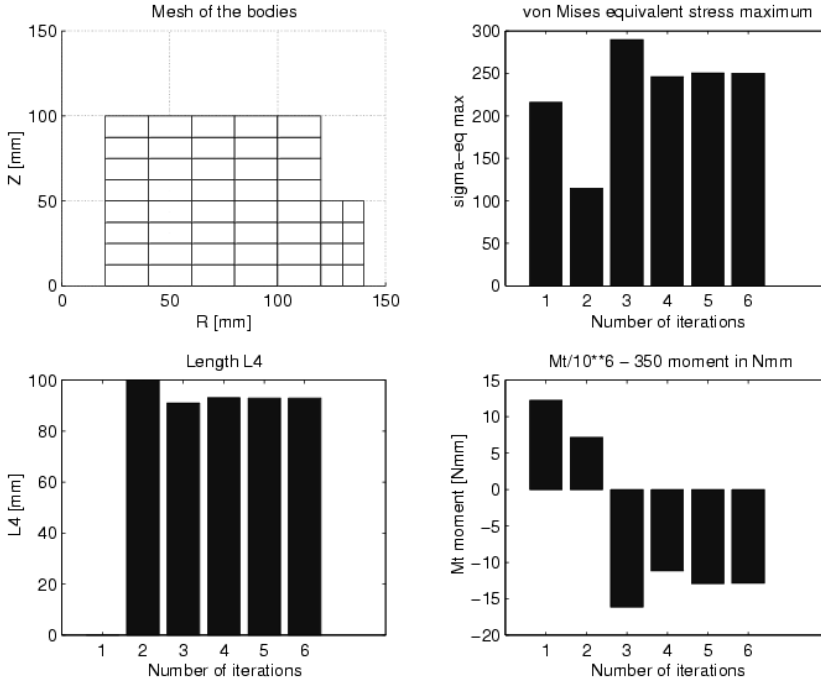 Mesh of the bodies
150
100
50
0
Z [mm]
0 50 100 150
R [mm]
von Mises equivalent stress maximum
300
250
200
150
100
50
0
sigma-eq max
1 2 3 4 5 6
Number of iterations
Length L4
100
80
60
40
20
0
L4 [mm]
1 2 3 4 5 6
Number of iterations
Mt/10**6 - 350 moment in Nmm
15
10
5
0
-5
-10
-15
-20
Mt moment [Nmm]
1 2 3 4 5 6
Number of iterations